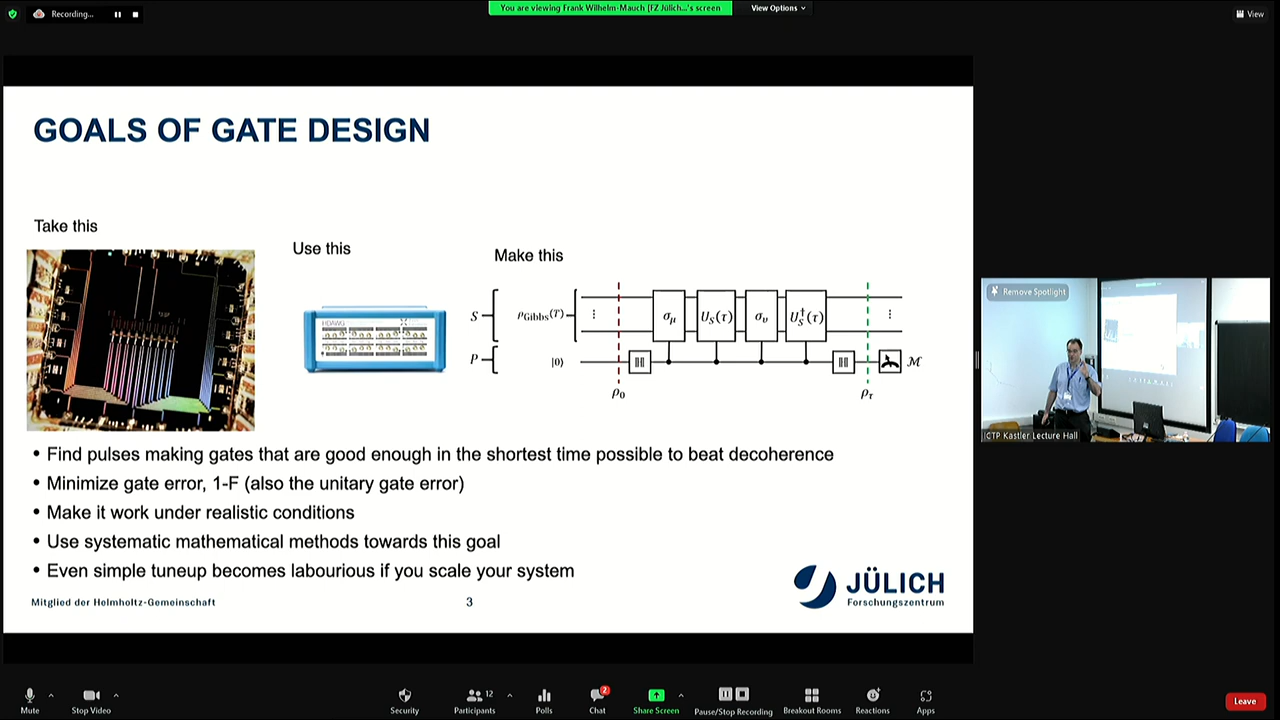 Recording...
You are viewing Frank Wilhelm-Mauch [FZ Jülich...'s screen
View Options
View
GOALS OF GATE DESIGN
Take this
Use this
Make this
HDAWG
S
ρGibbs(T)
⋮
σμ
US(τ)
σν
U†S(τ)
⋮
P
|0⟩
H
H
ℳ
ρ0
ρτ
• Find pulses making gates that are good enough in the shortest time possible to beat decoherence
• Minimize gate error, 1-F (also the unitary gate error)
• Make it work under realistic conditions
• Use systematic mathematical methods towards this goal
• Even simple tuneup becomes labourious if you scale your system
Mitglied der Helmholtz-Gemeinschaft
3
JÜLICH
Forschungszentrum
Remove Spotlight
ICTP Kastler Lecture Hall
Mute
Stop Video
Security
Participants
12
Polls
Chat
2
Share Screen
Pause/Stop Recording
Breakout Rooms
Reactions
Apps
Leave